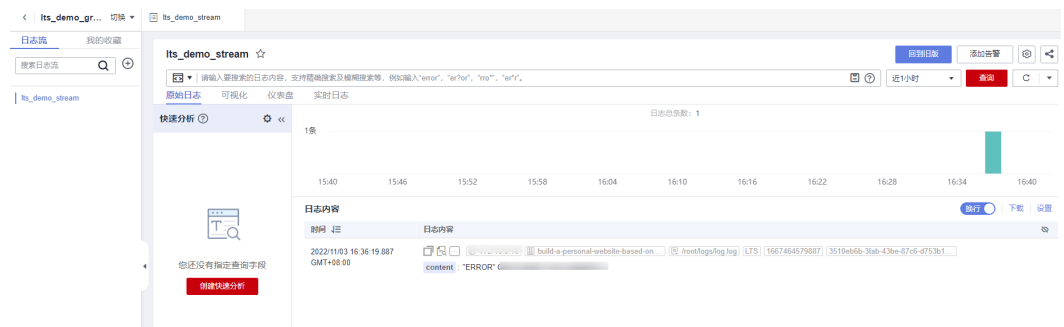 lts_demo_gr... 切换
lts_demo_stream
日志流 我的收藏
搜索日志流
lts_demo_stream
lts_demo_stream
回到旧版 添加告警
请输入要搜索的日志内容，支持精确搜索及模糊搜索等，例如输入"error"，"er?or"，"rro*"，"er*r"。
近1小时 查询
原始日志 可视化 仪表盘 实时日志
快速分析
日志总条数：1
1条
15:40 15:46 15:52 15:58 16:04 16:10 16:16 16:22 16:28 16:34 16:40
日志内容
换行 下载 设置
时间 日志内容
2022/11/03 16:36:19.887
GMT+08:00
build-a-personal-website-based-on... /root/logs/log.log LTS 1667464579887 3510eb6b-3fab-43be-87c6-d753b1...
content : "ERROR"
您还没有指定查询字段
创建快速分析